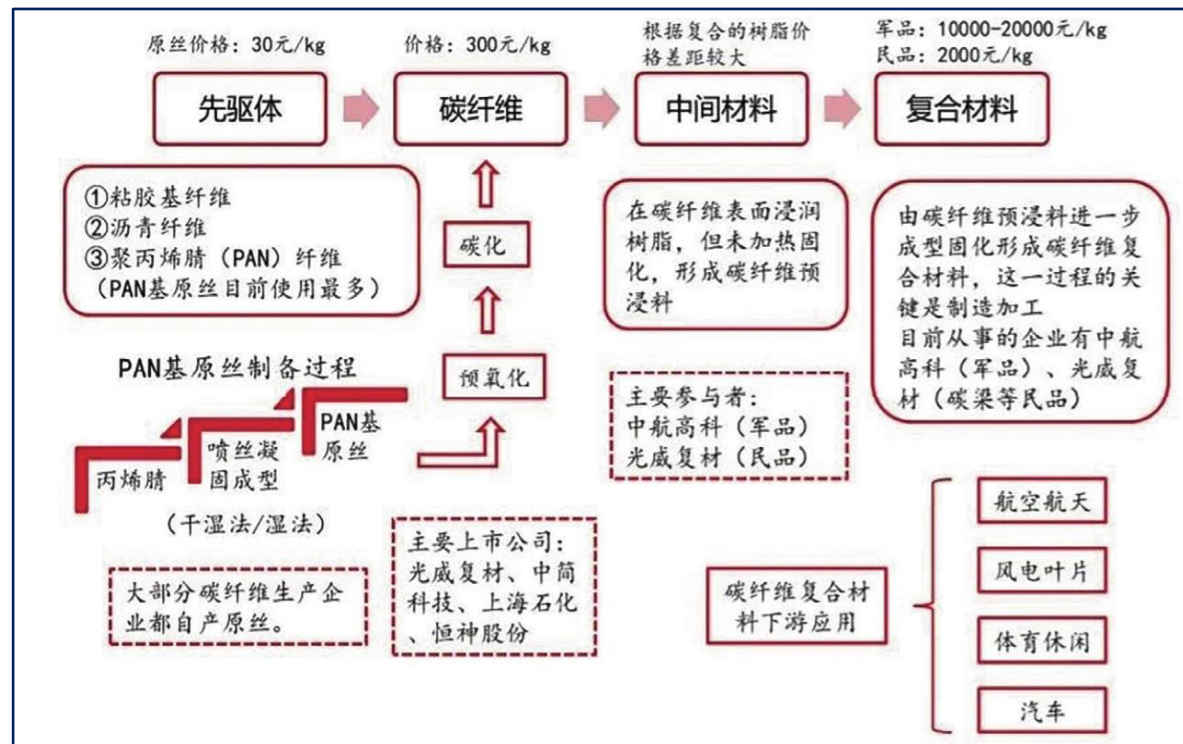 原丝价格：30元/kg
价格：300元/kg
根据复合的树脂价
格差距较大
军品：10000-20000元/kg
民品：2000元/kg
先驱体
碳纤维
中间材料
复合材料
①粘胶基纤维
②沥青纤维
③聚丙烯腈（PAN）纤维
（PAN基原丝目前使用最多）
碳化
预氧化
在碳纤维表面浸润
树脂，但未加热固
化，形成碳纤维预
浸料
由碳纤维预浸料进一步
成型固化形成碳纤维复
合材料，这一过程的关
键是制造加工
目前从事的企业有中航
高科（军品）、光威复
材（碳梁等民品）
PAN基原丝制备过程
丙烯腈
喷丝凝
固成型
PAN基
原丝
（干湿法/湿法）
大部分碳纤维生产企
业都自产原丝。
主要上市公司：
光威复材、中简
科技、上海石化
、恒神股份
主要参与者：
中航高科（军品）
光威复材（民品）
碳纤维复合材
料下游应用
航空航天
风电叶片
体育休闲
汽车